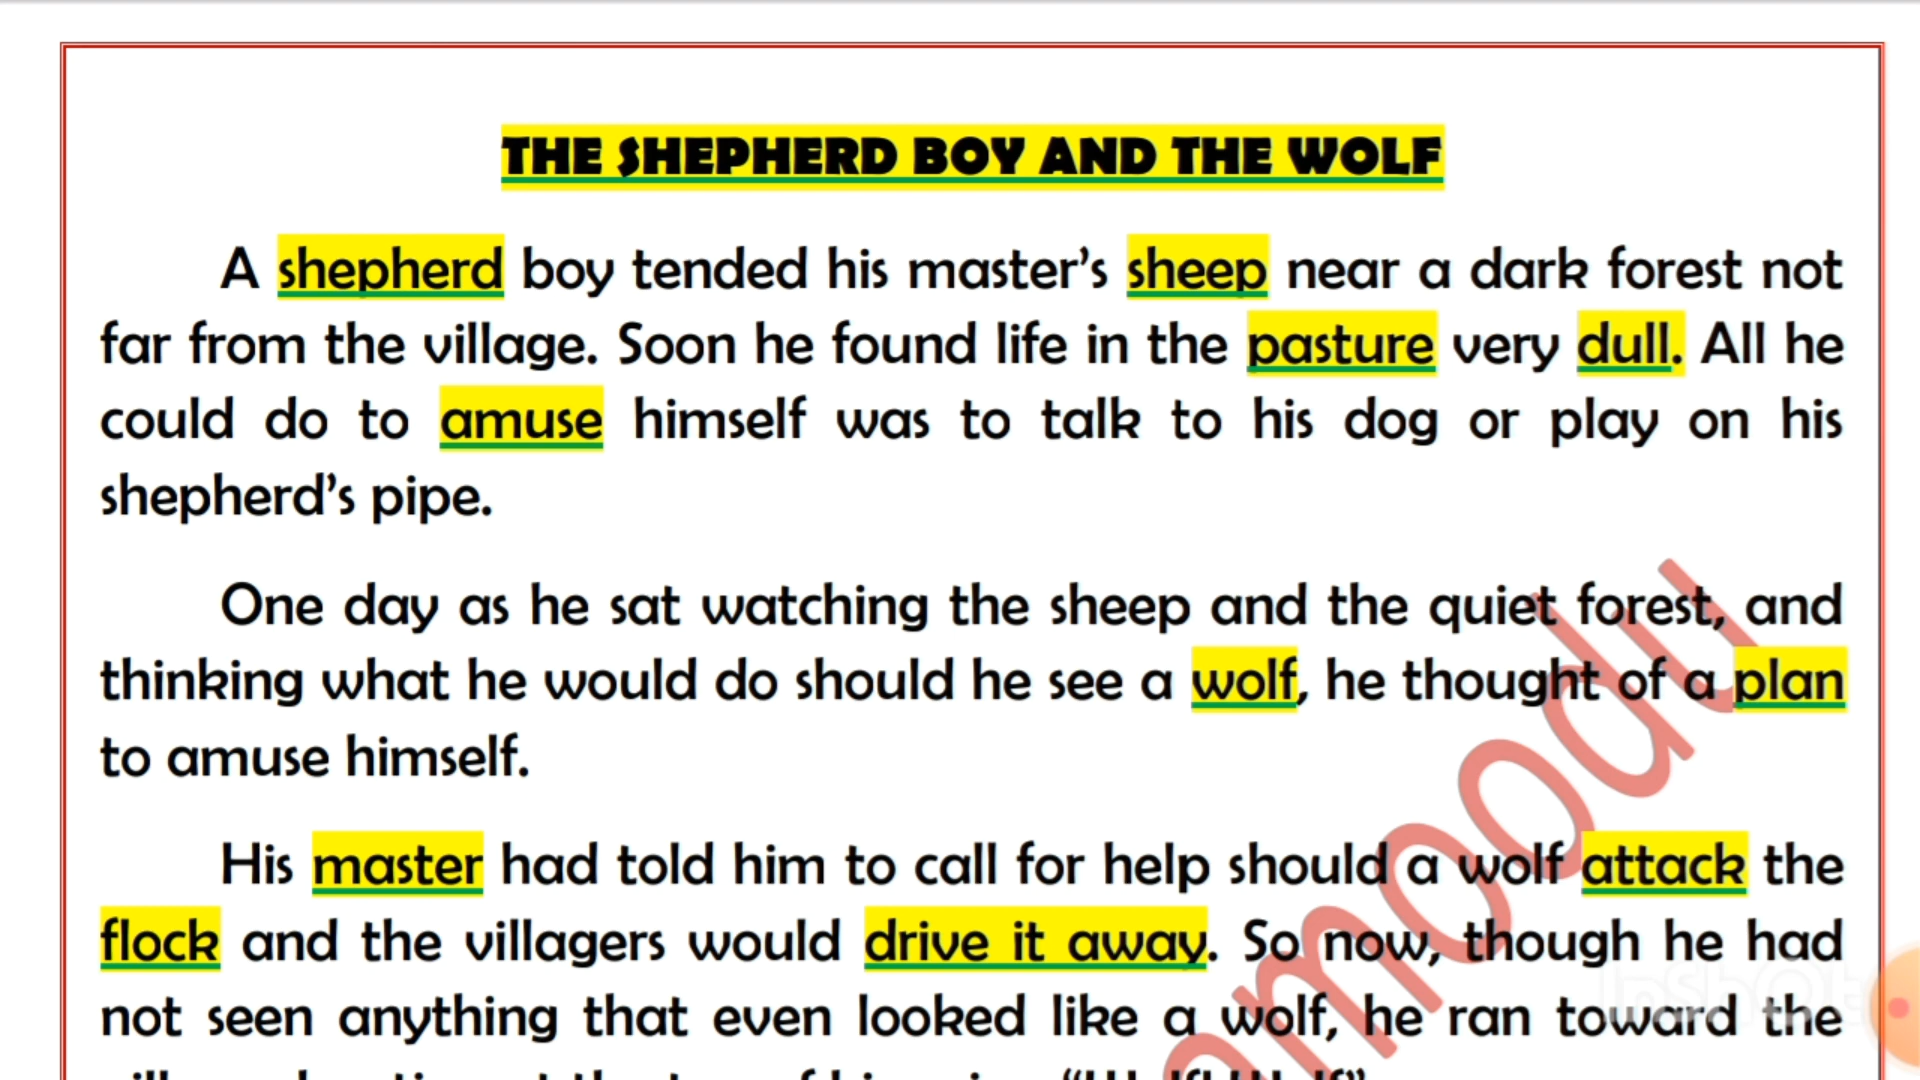 THE SHEPHERD BOY AND THE WOLF
A shepherd boy tended his master’s sheep near a dark forest not
far from the village. Soon he found life in the pasture very dull. All he
could do to amuse himself was to talk to his dog or play on his
shepherd’s pipe.
One day as he sat watching the sheep and the quiet forest, and
thinking what he would do should he see a wolf, he thought of a plan
to amuse himself.
His master had told him to call for help should a wolf attack the
flock and the villagers would drive it away. So now, though he had
not seen anything that even looked like a wolf, he ran toward the
InShOt